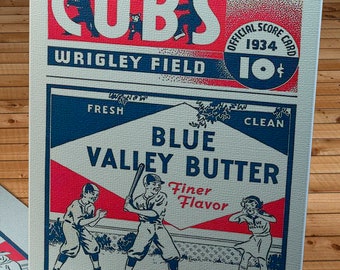 CUBS
OFFICIAL SCORE CARD
1934
10¢
WRIGLEY FIELD
FRESH
CLEAN
BLUE
VALLEY BUTTER
Finer
Flavor